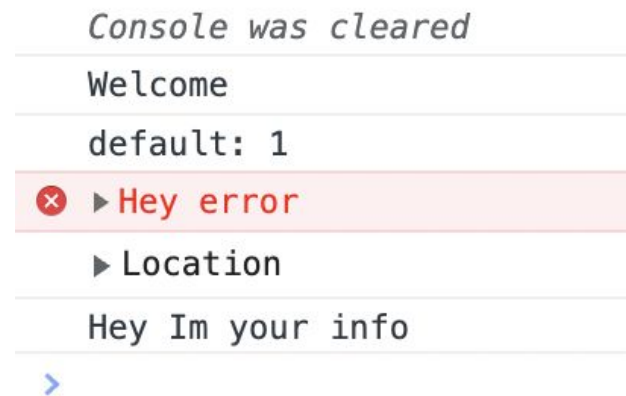 Console was cleared
Welcome
default: 1
Hey error
Location
Hey Im your info